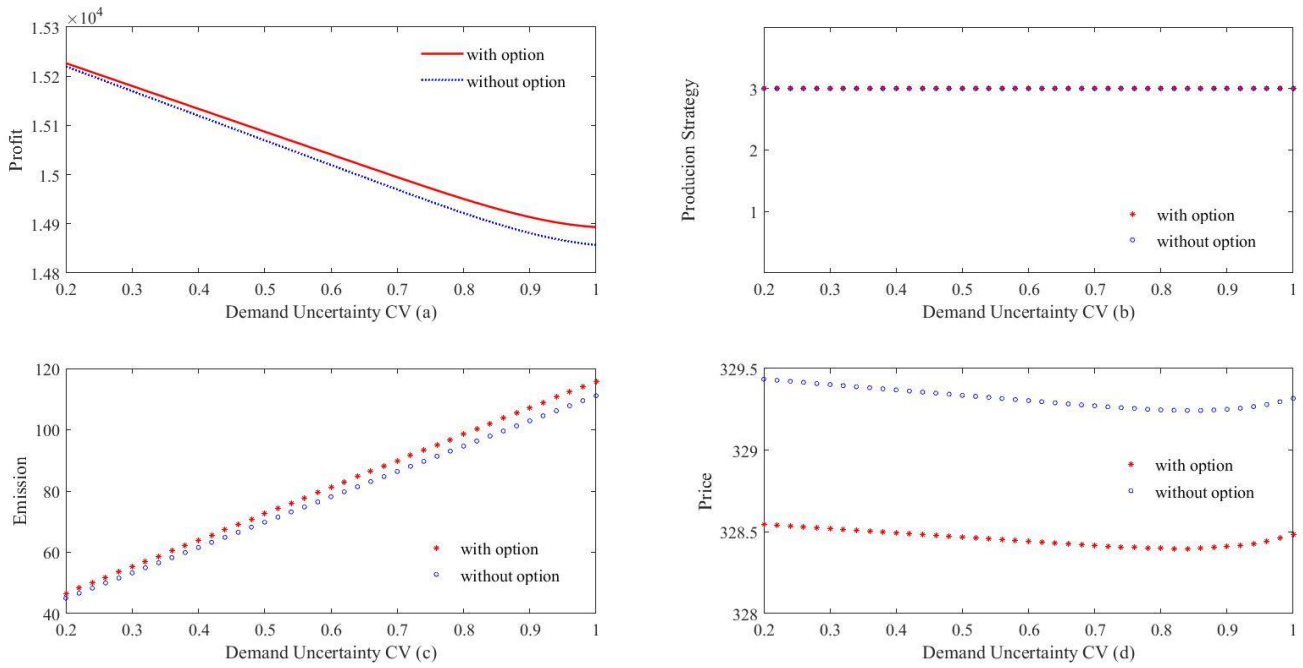 ×10⁴
1.53
1.52
1.51
1.5
1.49
1.48
Profit
with option
without option
0.2 0.3 0.4 0.5 0.6 0.7 0.8 0.9 1
Demand Uncertainty CV (a)
3
2
1
Producion Strategy
with option
without option
0.2 0.3 0.4 0.5 0.6 0.7 0.8 0.9 1
Demand Uncertainty CV (b)
120
100
80
60
40
Emission
with option
without option
0.2 0.3 0.4 0.5 0.6 0.7 0.8 0.9 1
Demand Uncertainty CV (c)
329.5
329
328.5
328
Price
with option
without option
0.2 0.3 0.4 0.5 0.6 0.7 0.8 0.9 1
Demand Uncertainty CV (d)